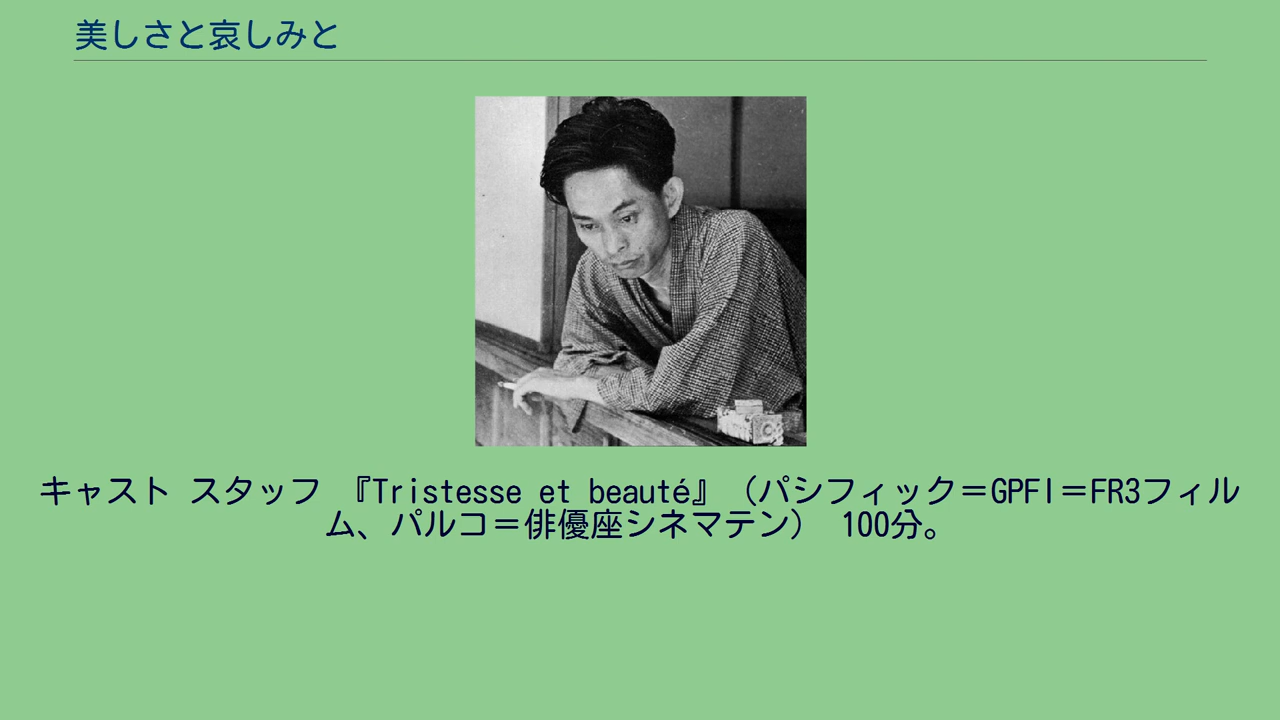 美しさと哀しみと
キャスト スタッフ 『Tristesse et beauté』（パシフィック＝GPFI＝FR3フィル
ム、パルコ＝俳優座シネマテン） 100分。